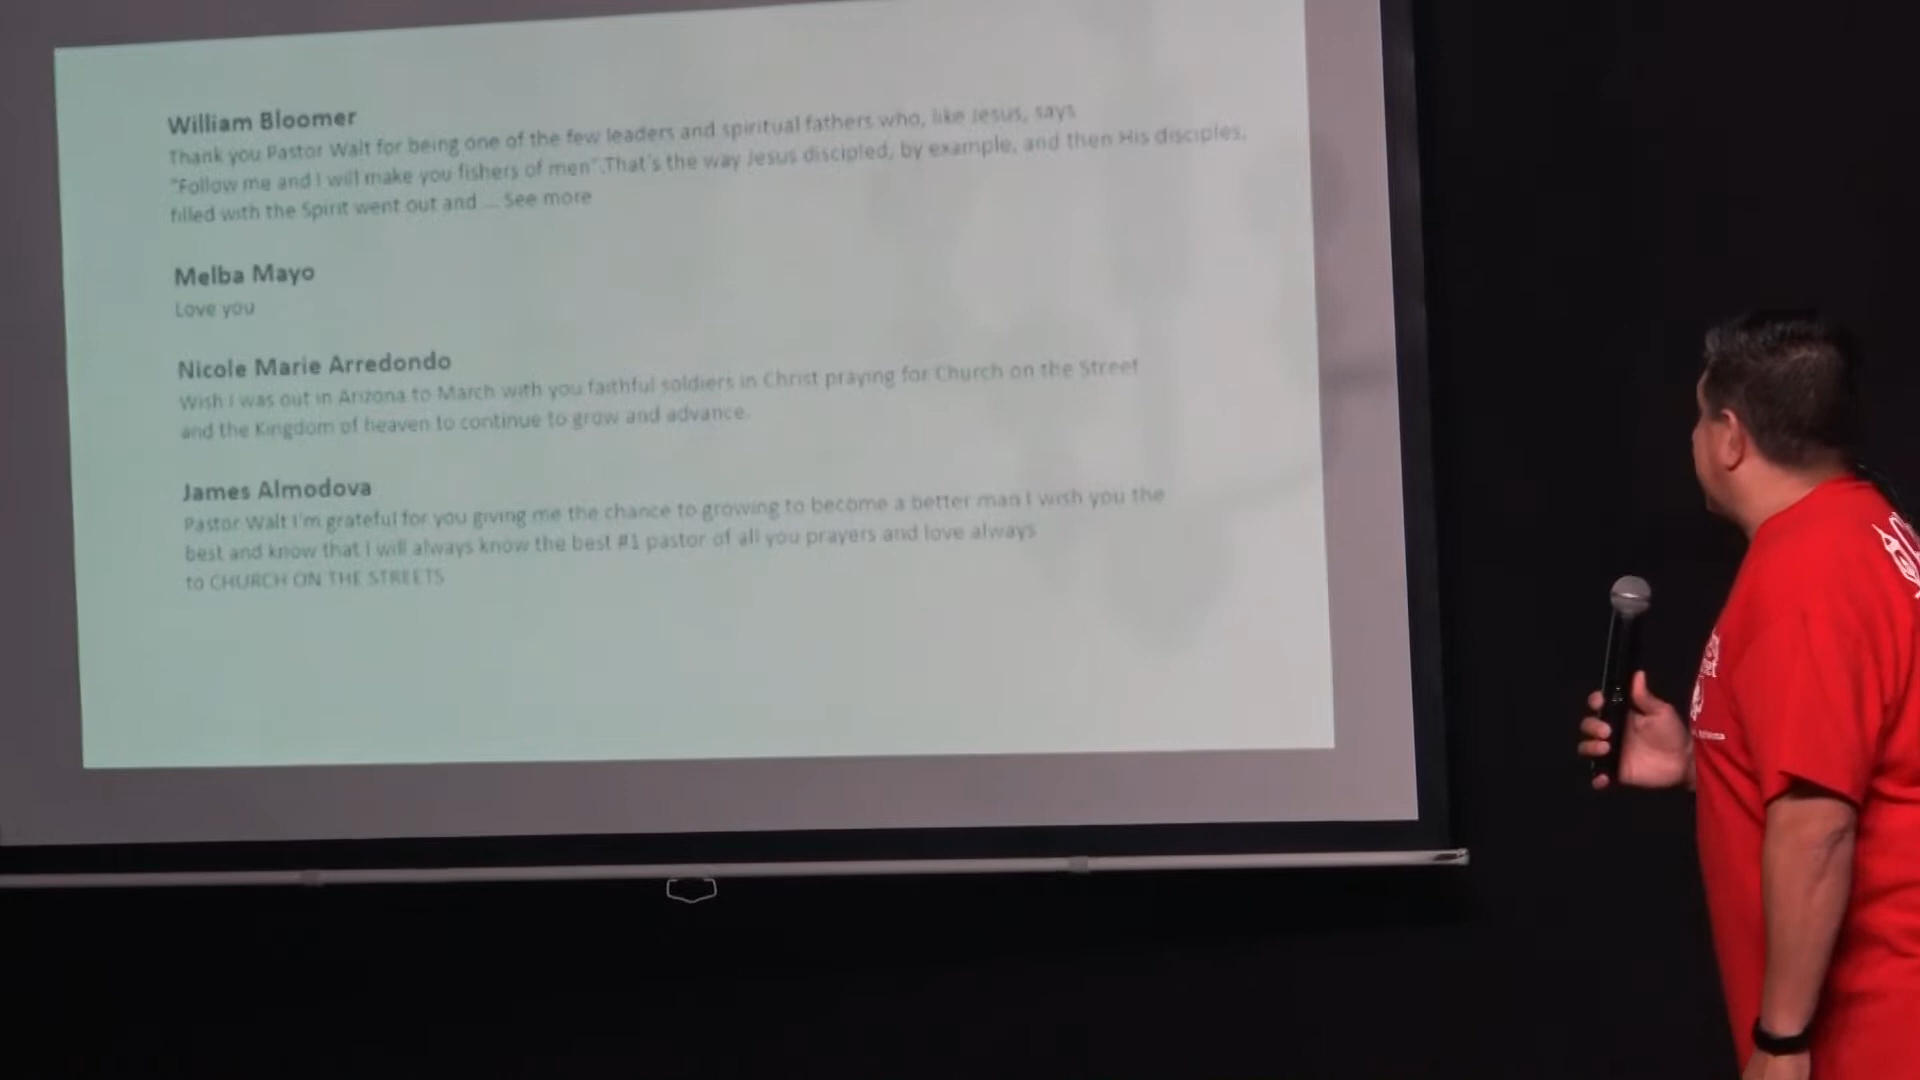 William Bloomer
Thank you Pastor Walt for being one of the few leaders and spiritual fathers who, like Jesus, says
"Follow me and I will make you fishers of men".That's the way Jesus discipled, by example, and then His disciples,
filled with the Spirit went out and ... See more
Melba Mayo
Love you
Nicole Marie Arredondo
Wish I was out in Arizona to March with you faithful soldiers in Christ praying for Church on the Street
and the Kingdom of heaven to continue to grow and advance.
James Almodova
Pastor Walt I'm grateful for you giving me the chance to growing to become a better man I wish you the
best and know that I will always know the best #1 pastor of all you prayers and love always
to CHURCH ON THE STREETS